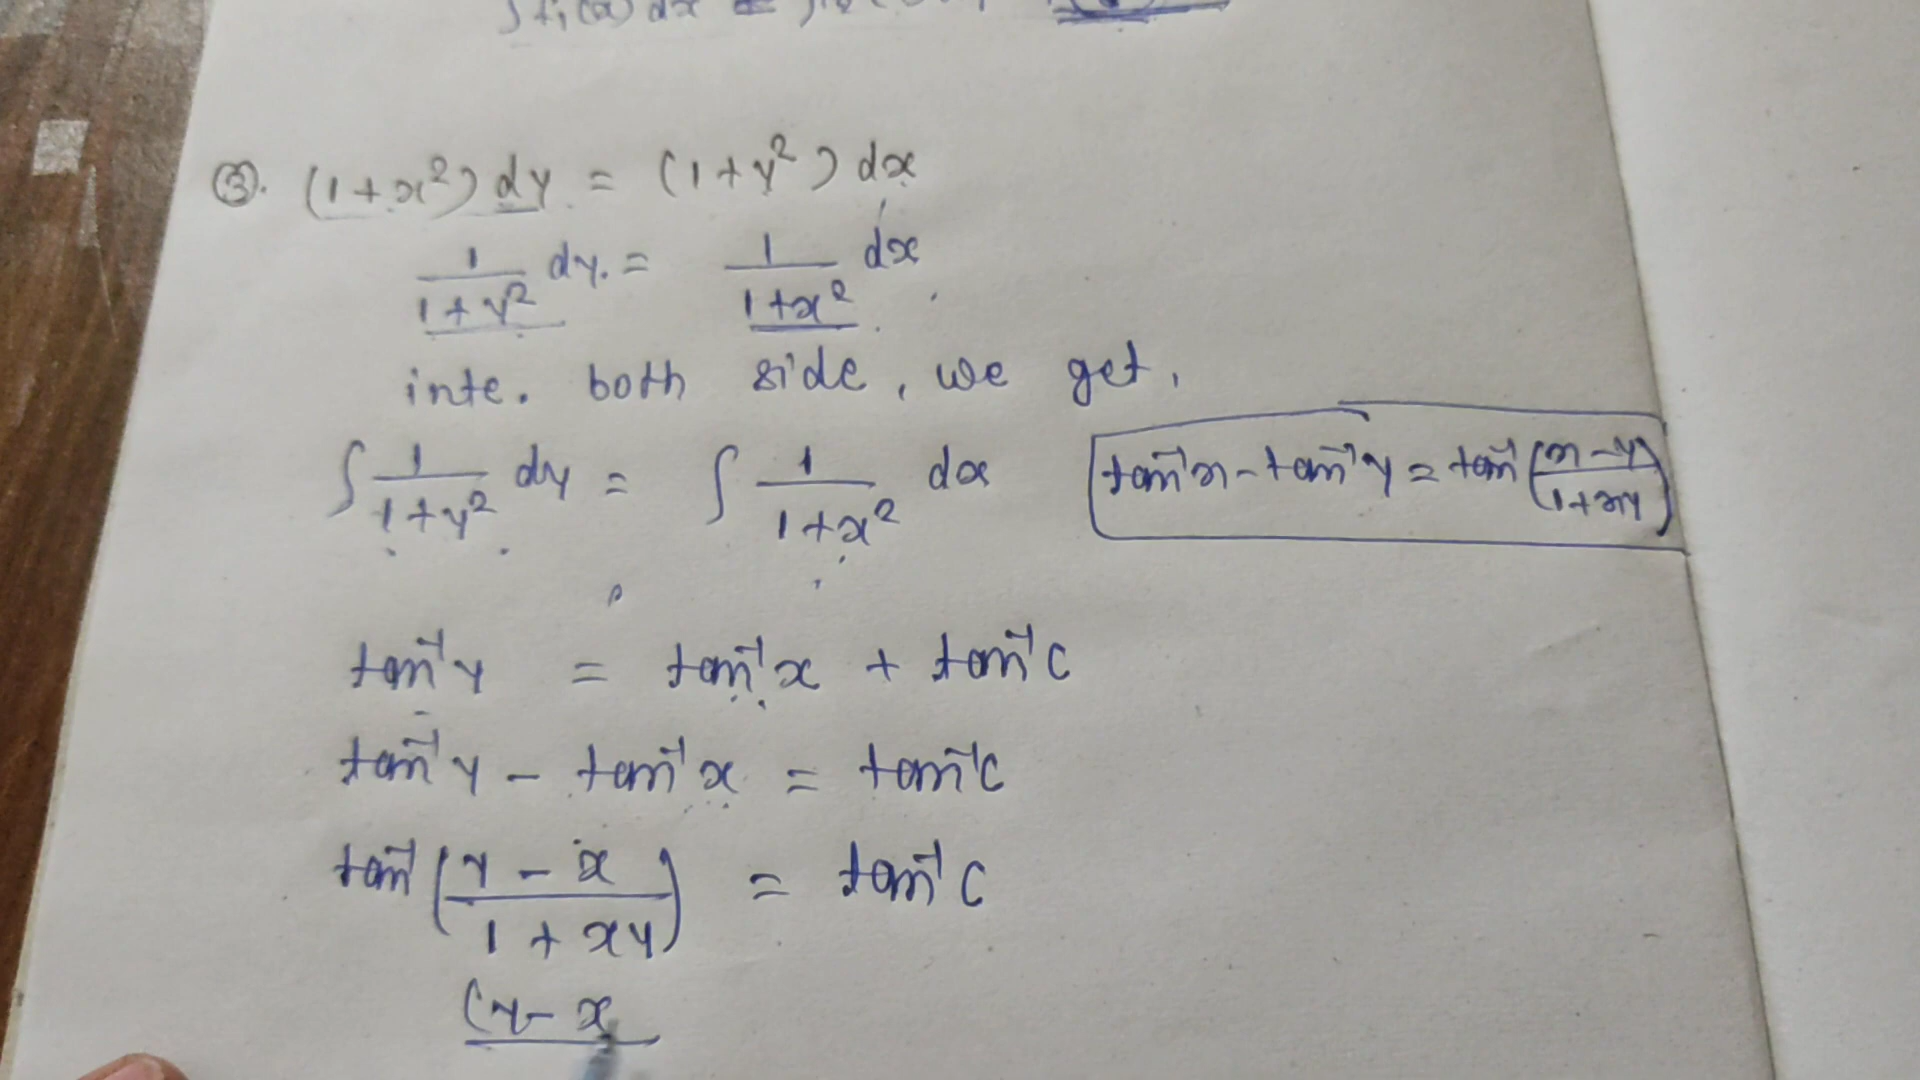 ∫f₁(x)dx =
③. (1+x²) dy = (1+y²) dx
1/(1+y²) dy. = 1/(1+x²) dx
inte. both side, we get,
∫ 1/(1+y²) dy = ∫ 1/(1+x²) dx
tan⁻¹x - tan⁻¹y = tan⁻¹((x-y)/(1+xy))
tan⁻¹y = tan⁻¹x + tan⁻¹c
tan⁻¹y - tan⁻¹x = tan⁻¹c
tan⁻¹((y-x)/(1+xy)) = tan⁻¹c
(y-x